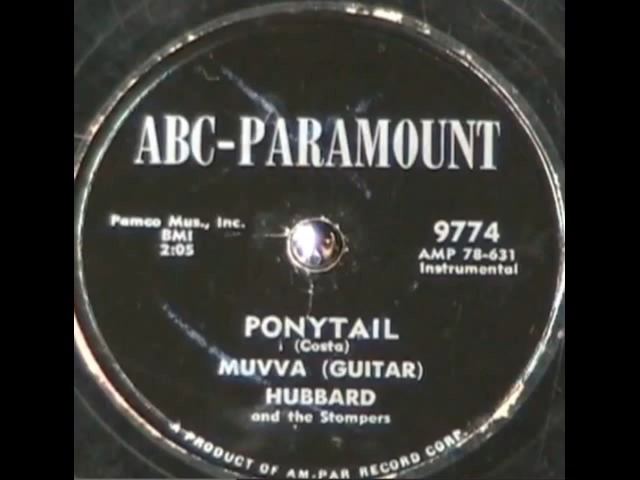 ABC-PARAMOUNT
Pamco Mus., Inc.
BMI
2:05
9774
AMP 78-631
Instrumental
PONYTAIL
(Costa)
MUVVA (GUITAR)
HUBBARD
and the Stompers
A PRODUCT OF AM-PAR RECORD CORP.